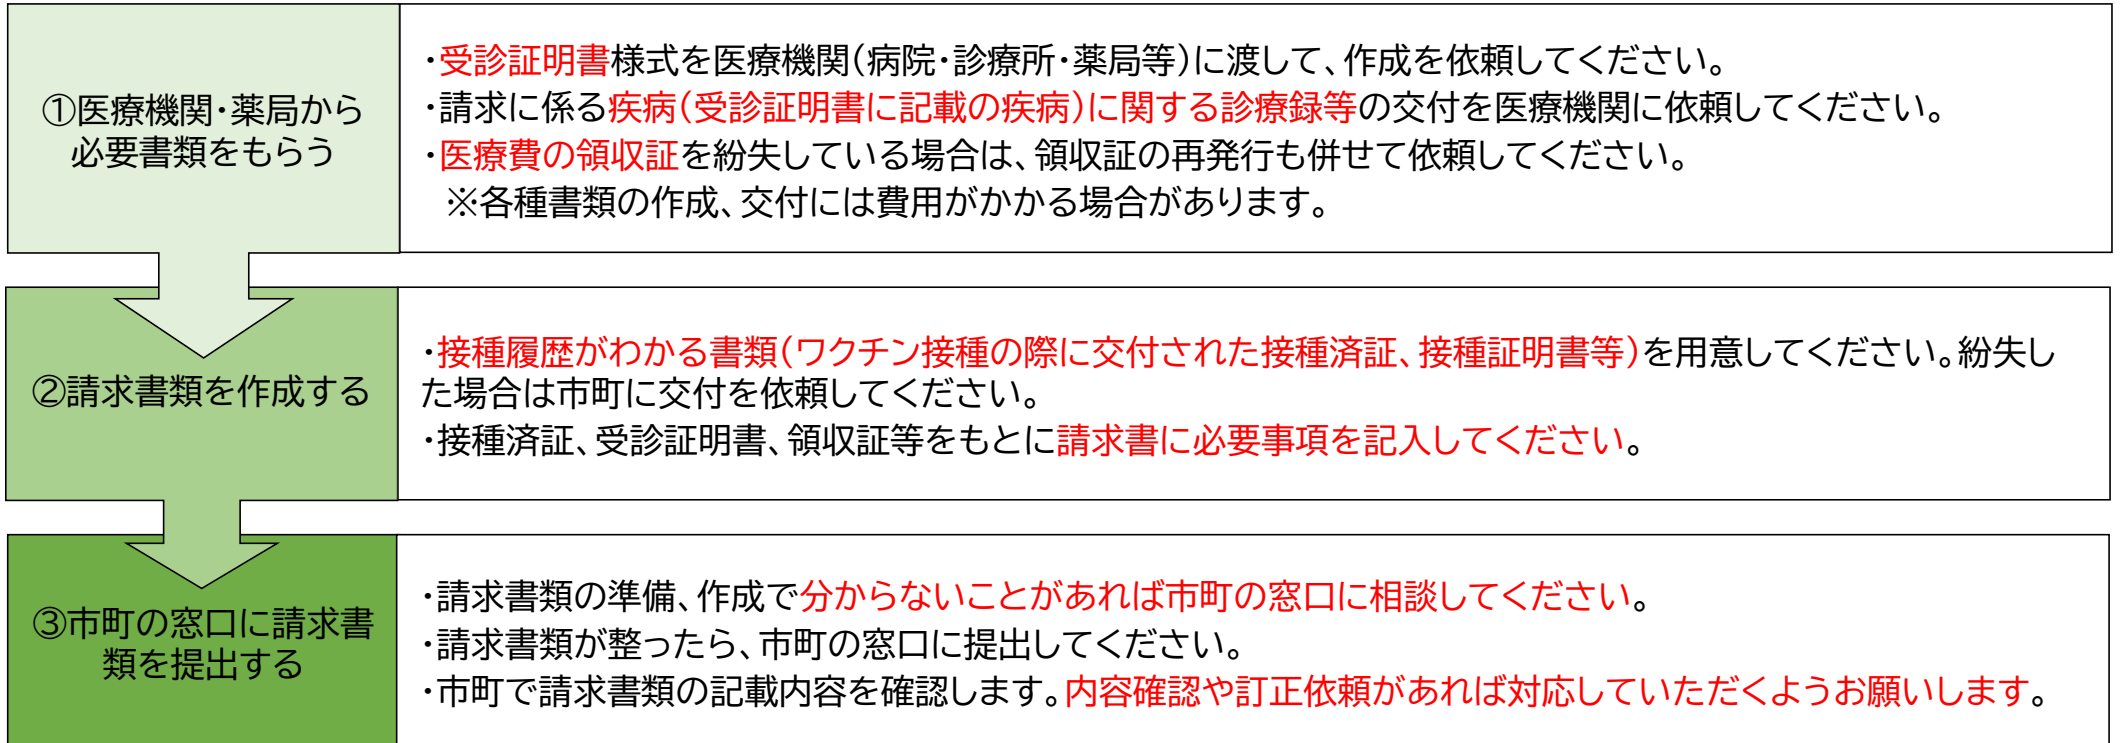 ①医療機関・薬局から
必要書類をもらう
・受診証明書様式を医療機関(病院・診療所・薬局等)に渡して、作成を依頼してください。
・請求に係る疾病(受診証明書に記載の疾病)に関する診療録等の交付を医療機関に依頼してください。
・医療費の領収証を紛失している場合は、領収証の再発行も併せて依頼してください。
※各種書類の作成、交付には費用がかかる場合があります。
②請求書類を作成する
・接種履歴がわかる書類(ワクチン接種の際に交付された接種済証、接種証明書等)を用意してください。紛失し
た場合は市町に交付を依頼してください。
・接種済証、受診証明書、領収証等をもとに請求書に必要事項を記入してください。
③市町の窓口に請求書
類を提出する
・請求書類の準備、作成で分からないことがあれば市町の窓口に相談してください。
・請求書類が整ったら、市町の窓口に提出してください。
・市町で請求書類の記載内容を確認します。内容確認や訂正依頼があれば対応していただくようお願いします。